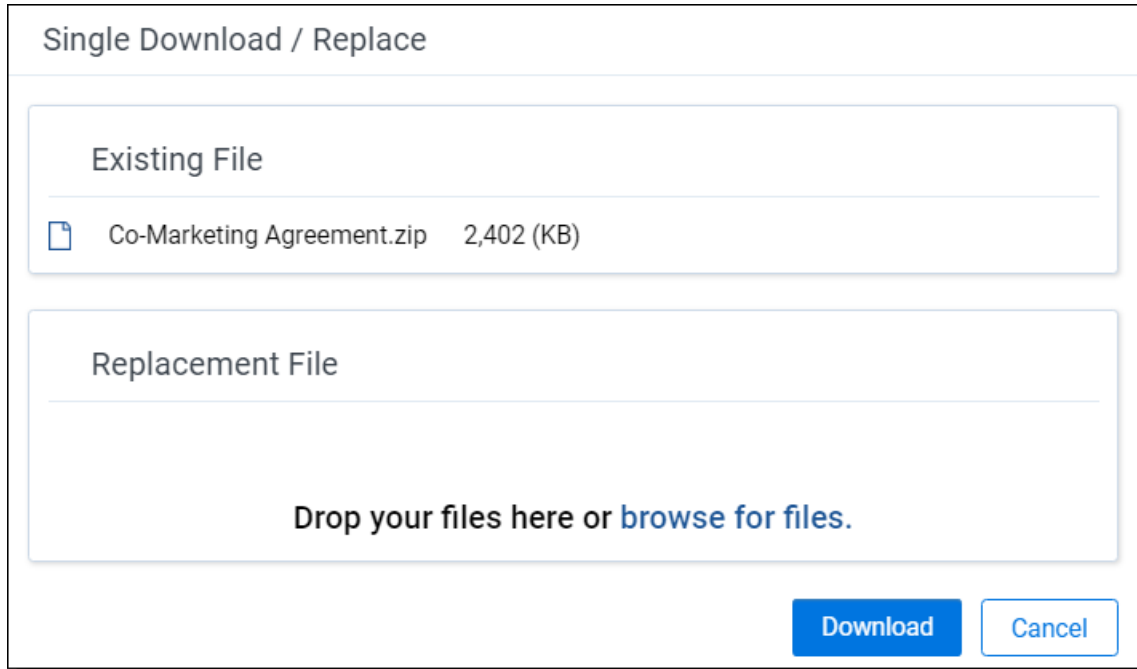 Single Download / Replace
Existing File
Co-Marketing Agreement.zip 2,402 (KB)
Replacement File
Drop your files here or browse for files.
Download Cancel